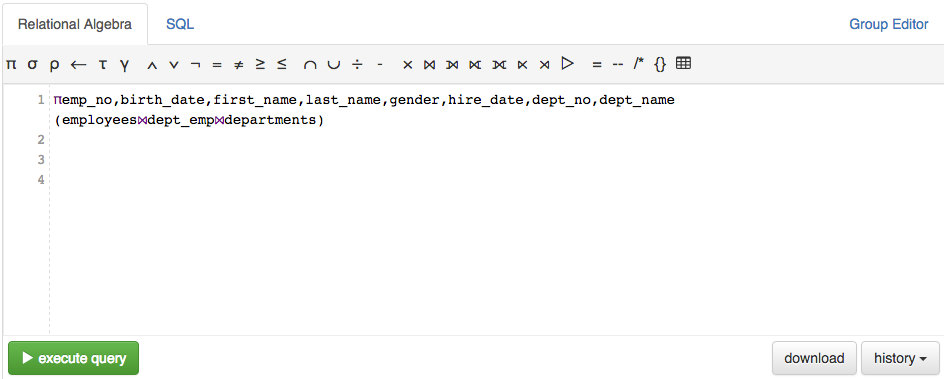 Relational Algebra SQL Group Editor
π σ ρ ← τ γ ∧ ∨ ¬ = ≠ ≥ ≤ ∩ ∪ ÷ - × ⋈ ⟕ ⟖ ⟗ ⋉ ⋊ ▷ = -- /* {}
1 πemp_no,birth_date,first_name,last_name,gender,hire_date,dept_no,dept_name
(employees⋈dept_emp⋈departments)
2
3
4
execute query download history